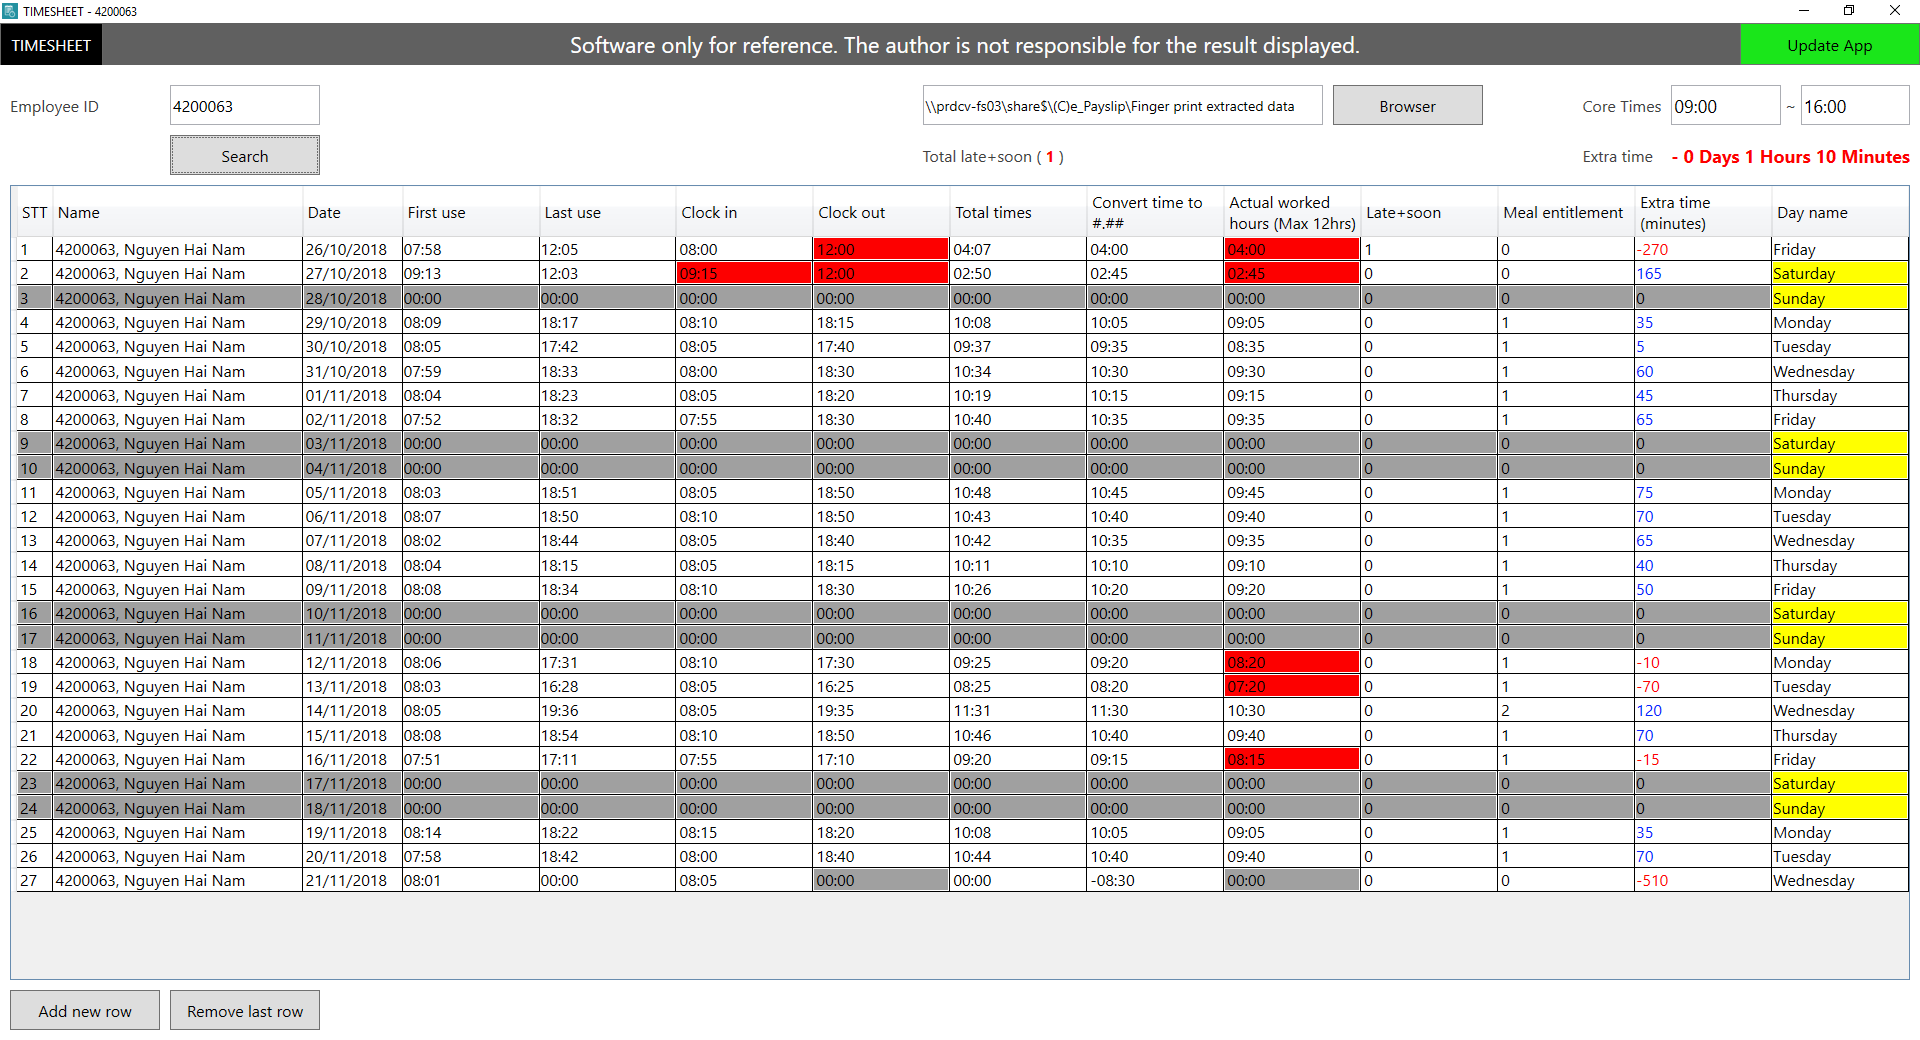 TIMESHEET - 4200063
TIMESHEET Software only for reference. The author is not responsible for the result displayed. Update App
Employee ID 4200063 \\prdcv-fs03\share$\(C)e_Payslip\Finger print extracted data Browser Core Times 09:00 ~ 16:00
Search Total late+soon ( 1 ) Extra time - 0 Days 1 Hours 10 Minutes
STT Name Date First use Last use Clock in Clock out Total times Convert time to #.## Actual worked hours (Max 12hrs) Late+soon Meal entitlement Extra time (minutes) Day name
1 4200063, Nguyen Hai Nam 26/10/2018 07:58 12:05 08:00 12:00 04:07 04:00 04:00 1 0 -270 Friday
2 4200063, Nguyen Hai Nam 27/10/2018 09:13 12:03 09:15 12:00 02:50 02:45 02:45 0 0 165 Saturday
3 4200063, Nguyen Hai Nam 28/10/2018 00:00 00:00 00:00 00:00 00:00 00:00 00:00 0 0 0 Sunday
4 4200063, Nguyen Hai Nam 29/10/2018 08:09 18:17 08:10 18:15 10:08 10:05 09:05 0 1 35 Monday
5 4200063, Nguyen Hai Nam 30/10/2018 08:05 17:42 08:05 17:40 09:37 09:35 08:35 0 1 5 Tuesday
6 4200063, Nguyen Hai Nam 31/10/2018 07:59 18:33 08:00 18:30 10:34 10:30 09:30 0 1 60 Wednesday
7 4200063, Nguyen Hai Nam 01/11/2018 08:04 18:23 08:05 18:20 10:19 10:15 09:15 0 1 45 Thursday
8 4200063, Nguyen Hai Nam 02/11/2018 07:52 18:32 07:55 18:30 10:40 10:35 09:35 0 1 65 Friday
9 4200063, Nguyen Hai Nam 03/11/2018 00:00 00:00 00:00 00:00 00:00 00:00 00:00 0 0 0 Saturday
10 4200063, Nguyen Hai Nam 04/11/2018 00:00 00:00 00:00 00:00 00:00 00:00 00:00 0 0 0 Sunday
11 4200063, Nguyen Hai Nam 05/11/2018 08:03 18:51 08:05 18:50 10:48 10:45 09:45 0 1 75 Monday
12 4200063, Nguyen Hai Nam 06/11/2018 08:07 18:50 08:10 18:50 10:43 10:40 09:40 0 1 70 Tuesday
13 4200063, Nguyen Hai Nam 07/11/2018 08:02 18:44 08:05 18:40 10:42 10:35 09:35 0 1 65 Wednesday
14 4200063, Nguyen Hai Nam 08/11/2018 08:04 18:15 08:05 18:15 10:11 10:10 09:10 0 1 40 Thursday
15 4200063, Nguyen Hai Nam 09/11/2018 08:08 18:34 08:10 18:30 10:26 10:20 09:20 0 1 50 Friday
16 4200063, Nguyen Hai Nam 10/11/2018 00:00 00:00 00:00 00:00 00:00 00:00 00:00 0 0 0 Saturday
17 4200063, Nguyen Hai Nam 11/11/2018 00:00 00:00 00:00 00:00 00:00 00:00 00:00 0 0 0 Sunday
18 4200063, Nguyen Hai Nam 12/11/2018 08:06 17:31 08:10 17:30 09:25 09:20 08:20 0 1 -10 Monday
19 4200063, Nguyen Hai Nam 13/11/2018 08:03 16:28 08:05 16:25 08:25 08:20 07:20 0 1 -70 Tuesday
20 4200063, Nguyen Hai Nam 14/11/2018 08:05 19:36 08:05 19:35 11:31 11:30 10:30 0 2 120 Wednesday
21 4200063, Nguyen Hai Nam 15/11/2018 08:08 18:54 08:10 18:50 10:46 10:40 09:40 0 1 70 Thursday
22 4200063, Nguyen Hai Nam 16/11/2018 07:51 17:11 07:55 17:10 09:20 09:15 08:15 0 1 -15 Friday
23 4200063, Nguyen Hai Nam 17/11/2018 00:00 00:00 00:00 00:00 00:00 00:00 00:00 0 0 0 Saturday
24 4200063, Nguyen Hai Nam 18/11/2018 00:00 00:00 00:00 00:00 00:00 00:00 00:00 0 0 0 Sunday
25 4200063, Nguyen Hai Nam 19/11/2018 08:14 18:22 08:15 18:20 10:08 10:05 09:05 0 1 35 Monday
26 4200063, Nguyen Hai Nam 20/11/2018 07:58 18:42 08:00 18:40 10:44 10:40 09:40 0 1 70 Tuesday
27 4200063, Nguyen Hai Nam 21/11/2018 08:01 00:00 08:05 00:00 00:00 -08:30 00:00 0 0 -510 Wednesday
Add new row Remove last row